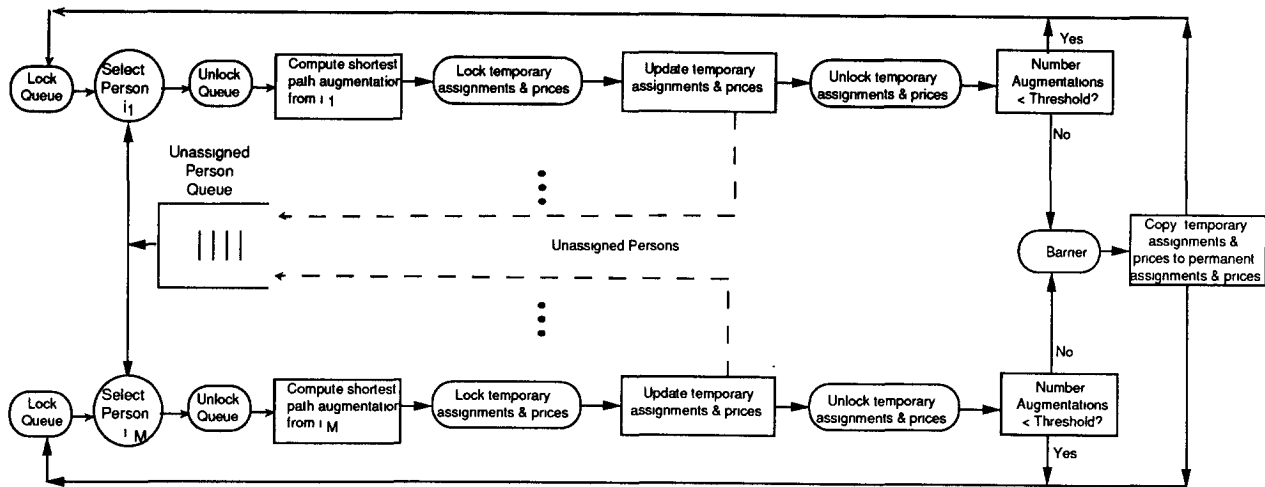 Yes
Lock
Queue
Select
Person
i1
Unlock
Queue
Compute shortest
path augmentation
from i 1
Lock temporary
assignments & prices
Update temporary
assignments & prices
Unlock temporary
assignments & prices
Number
Augmentations
< Threshold?
No
Unassigned
Person
Queue
Unassigned Persons
Barrier
Copy temporary
assignments &
prices to permanent
assignments & prices
No
Lock
Queue
Select
Person
i M
Unlock
Queue
Compute shortest
path augmentation
from i M
Lock temporary
assignments & prices
Update temporary
assignments & prices
Unlock temporary
assignments & prices
Number
Augmentations
< Threshold?
Yes